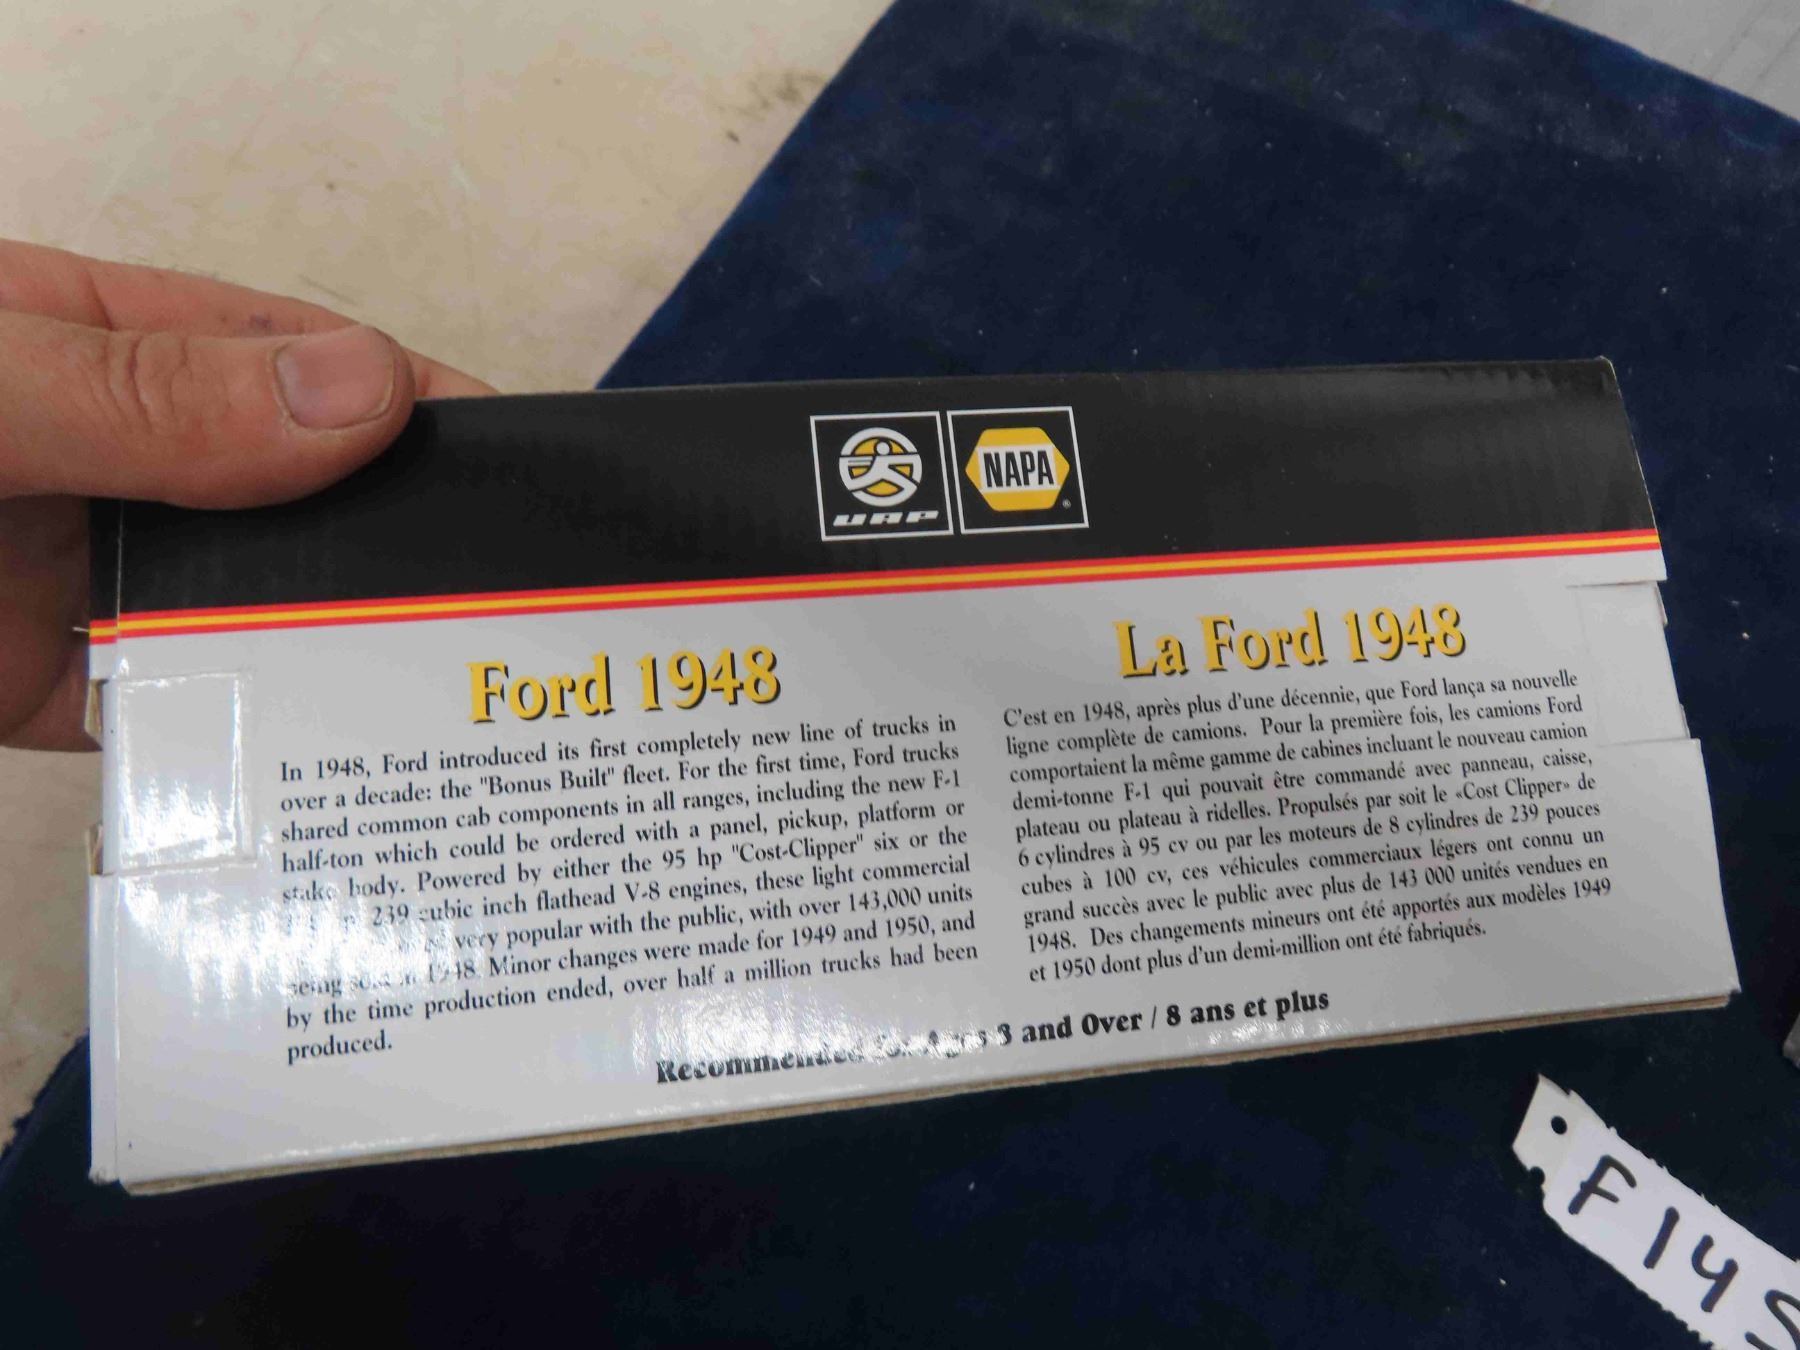 UAP
NAPA
®
Ford 1948
In 1948, Ford introduced its first completely new line of trucks in
over a decade: the "Bonus Built" fleet. For the first time, Ford trucks
shared common cab components in all ranges, including the new F-1
half-ton which could be ordered with a panel, pickup, platform or
stake body. Powered by either the 95 hp "Cost-Clipper" six or the
239 cubic inch flathead V-8 engines, these light commercial
very popular with the public, with over 143,000 units
being sold in 1948. Minor changes were made for 1949 and 1950, and
by the time production ended, over half a million trucks had been
produced.
La Ford 1948
C'est en 1948, après plus d'une décennie, que Ford lança sa nouvelle
ligne complète de camions. Pour la première fois, les camions Ford
comportaient la même gamme de cabines incluant le nouveau camion
demi-tonne F-1 qui pouvait être commandé avec panneau, caisse,
plateau ou plateau à ridelles. Propulsés par soit le «Cost Clipper» de
6 cylindres à 95 cv ou par les moteurs de 8 cylindres de 239 pouces
cubes à 100 cv, ces véhicules commerciaux légers ont connu un
grand succès avec le public avec plus de 143 000 unités vendues en
1948. Des changements mineurs ont été apportés aux modèles 1949
et 1950 dont plus d'un demi-million ont été fabriqués.
Recommended for Ages 8 and Over / 8 ans et plus
F 14